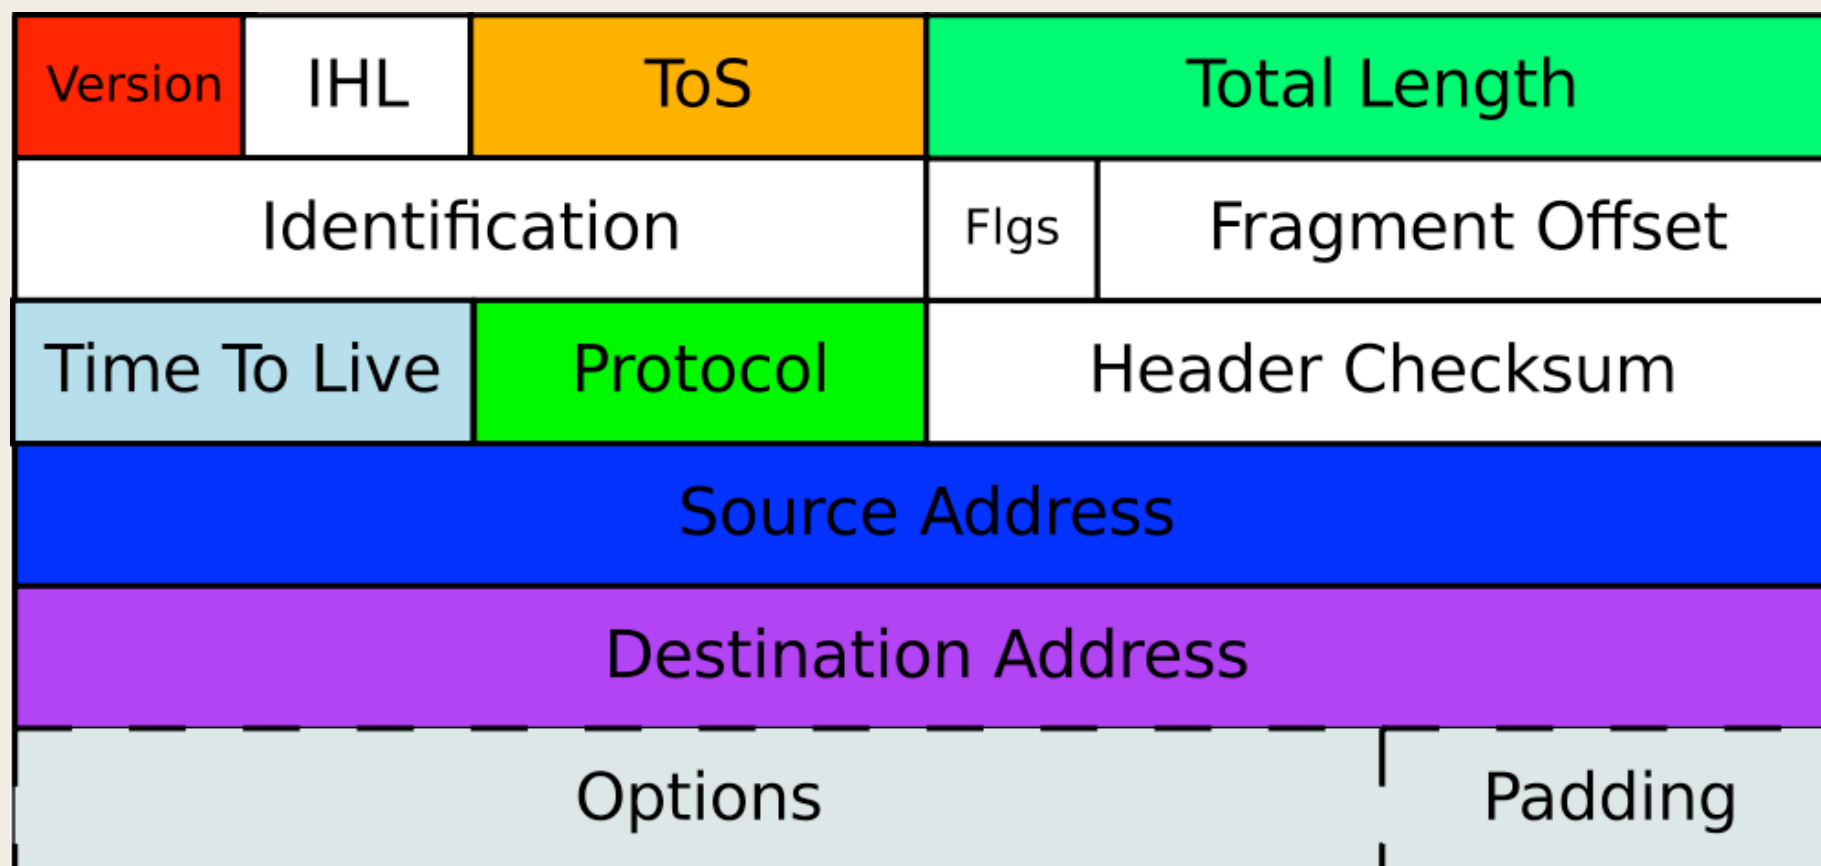 Version IHL ToS Total Length
Identification Flgs Fragment Offset
Time To Live Protocol Header Checksum
Source Address
Destination Address
Options Padding